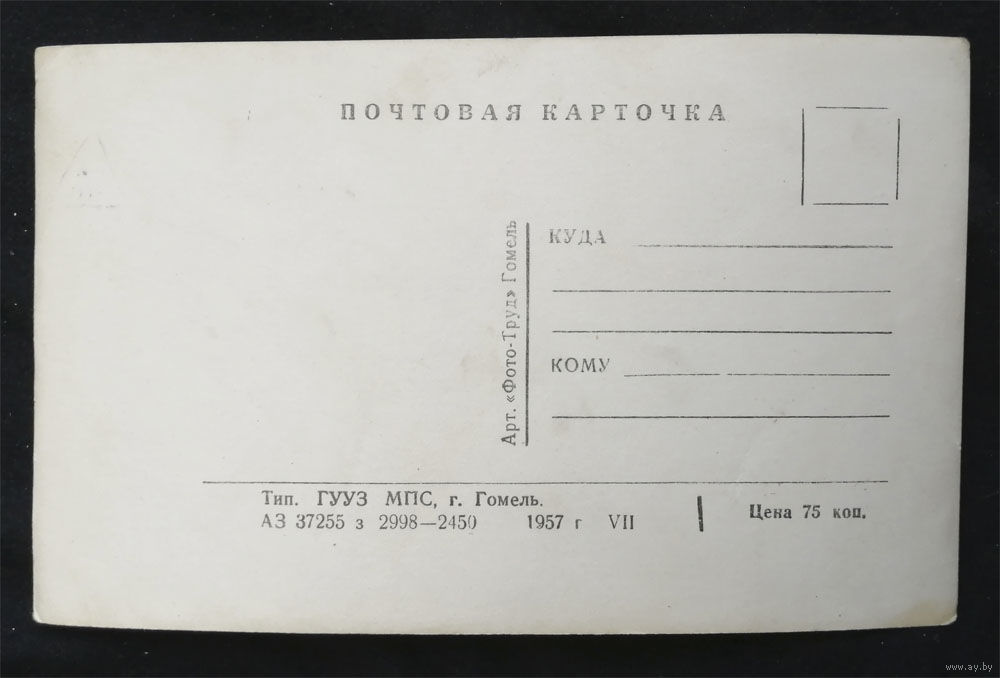 ПОЧТОВАЯ КАРТОЧКА
Арт. «Фото-Труд» Гомель
КУДА
КОМУ
Тип. ГУУЗ МПС, г. Гомель.
АЗ 37255 з 2998—2450 1957 г VII
Цена 75 коп.
www.ay.by